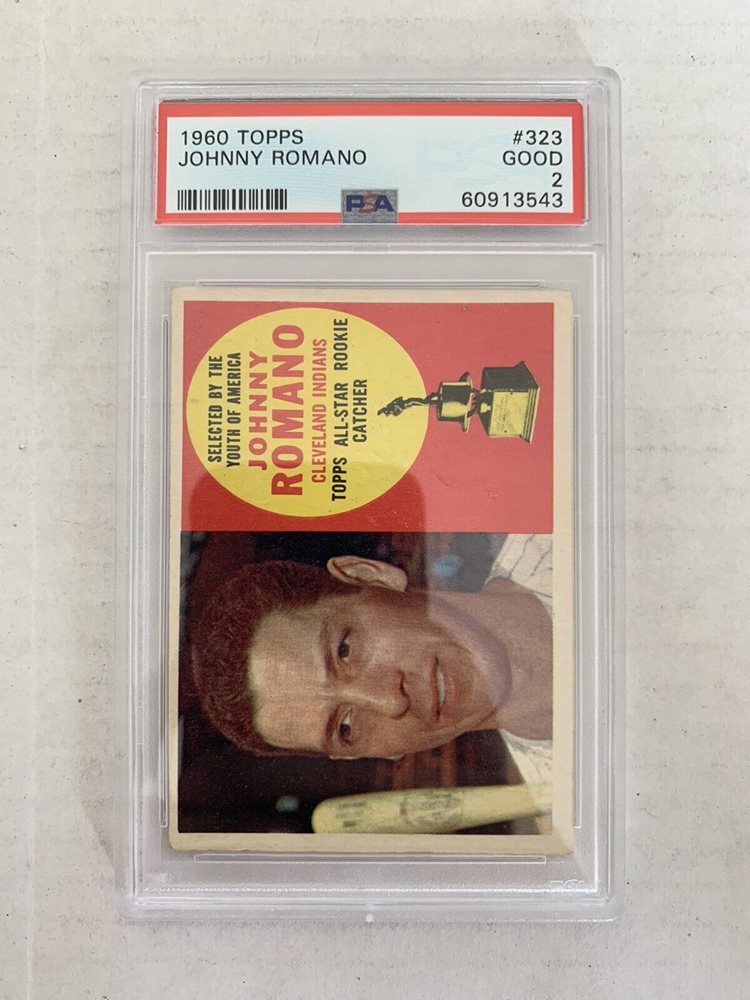 1960 TOPPS #323
JOHNNY ROMANO GOOD
2
PSA 60913543
SELECTED BY THE
YOUTH OF AMERICA
JOHNNY
ROMANO
CLEVELAND INDIANS
TOPPS ALL-STAR ROOKIE
CATCHER